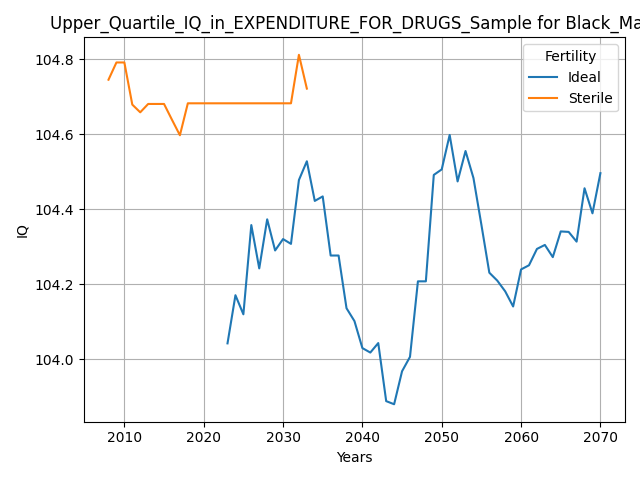 Upper_Quartile_IQ_in_EXPENDITURE_FOR_DRUGS_Sample for Black_Ma
104.8
104.6
104.4
104.2
104.0
IQ
Fertility
Ideal
Sterile
2010 2020 2030 2040 2050 2060 2070
Years